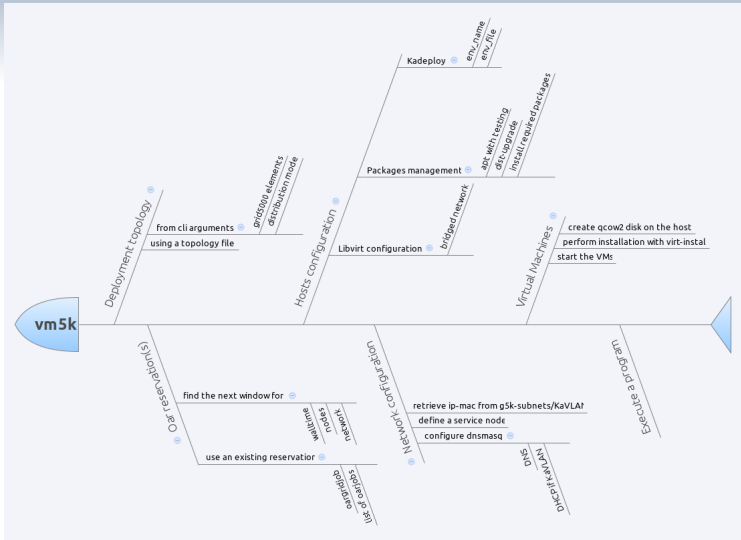 vm5k
Deployment topology
from cli arguments
grid5000 elements
distribution mode
using a topology file
Oar reservation(s)
find the next window for
walltime
nodes
network
use an existing reservation
oargridjob
list of oarjobs
Hosts configuration
Kadeploy
env_name
env_file
Packages management
apt with testing
dist-upgrade
install required packages
Libvirt configuration
bridged network
Network configuration
retrieve ip-mac from g5k-subnets/KaVLAN
define a service node
configure dnsmasq
DNS
DHCP if KaVLAN
Virtual Machines
create qcow2 disk on the host
perform installation with virt-instal
start the VMs
Execute a program